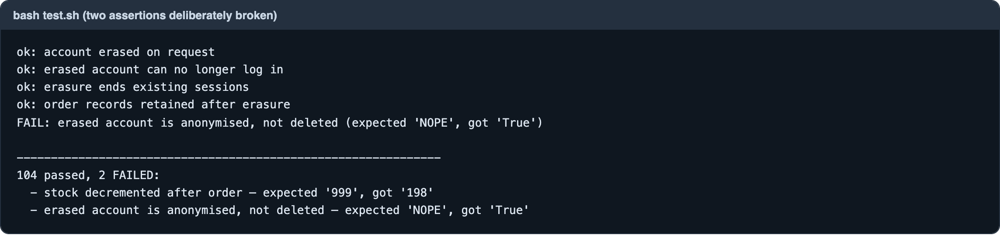 bash test.sh (two assertions deliberately broken)
ok: account erased on request
ok: erased account can no longer log in
ok: erasure ends existing sessions
ok: order records retained after erasure
FAIL: erased account is anonymised, not deleted (expected 'NOPE', got 'True')
──────────────────────────────────────────────────────────────
104 passed, 2 FAILED:
  – stock decremented after order — expected '999', got '198'
  – erased account is anonymised, not deleted — expected 'NOPE', got 'True'